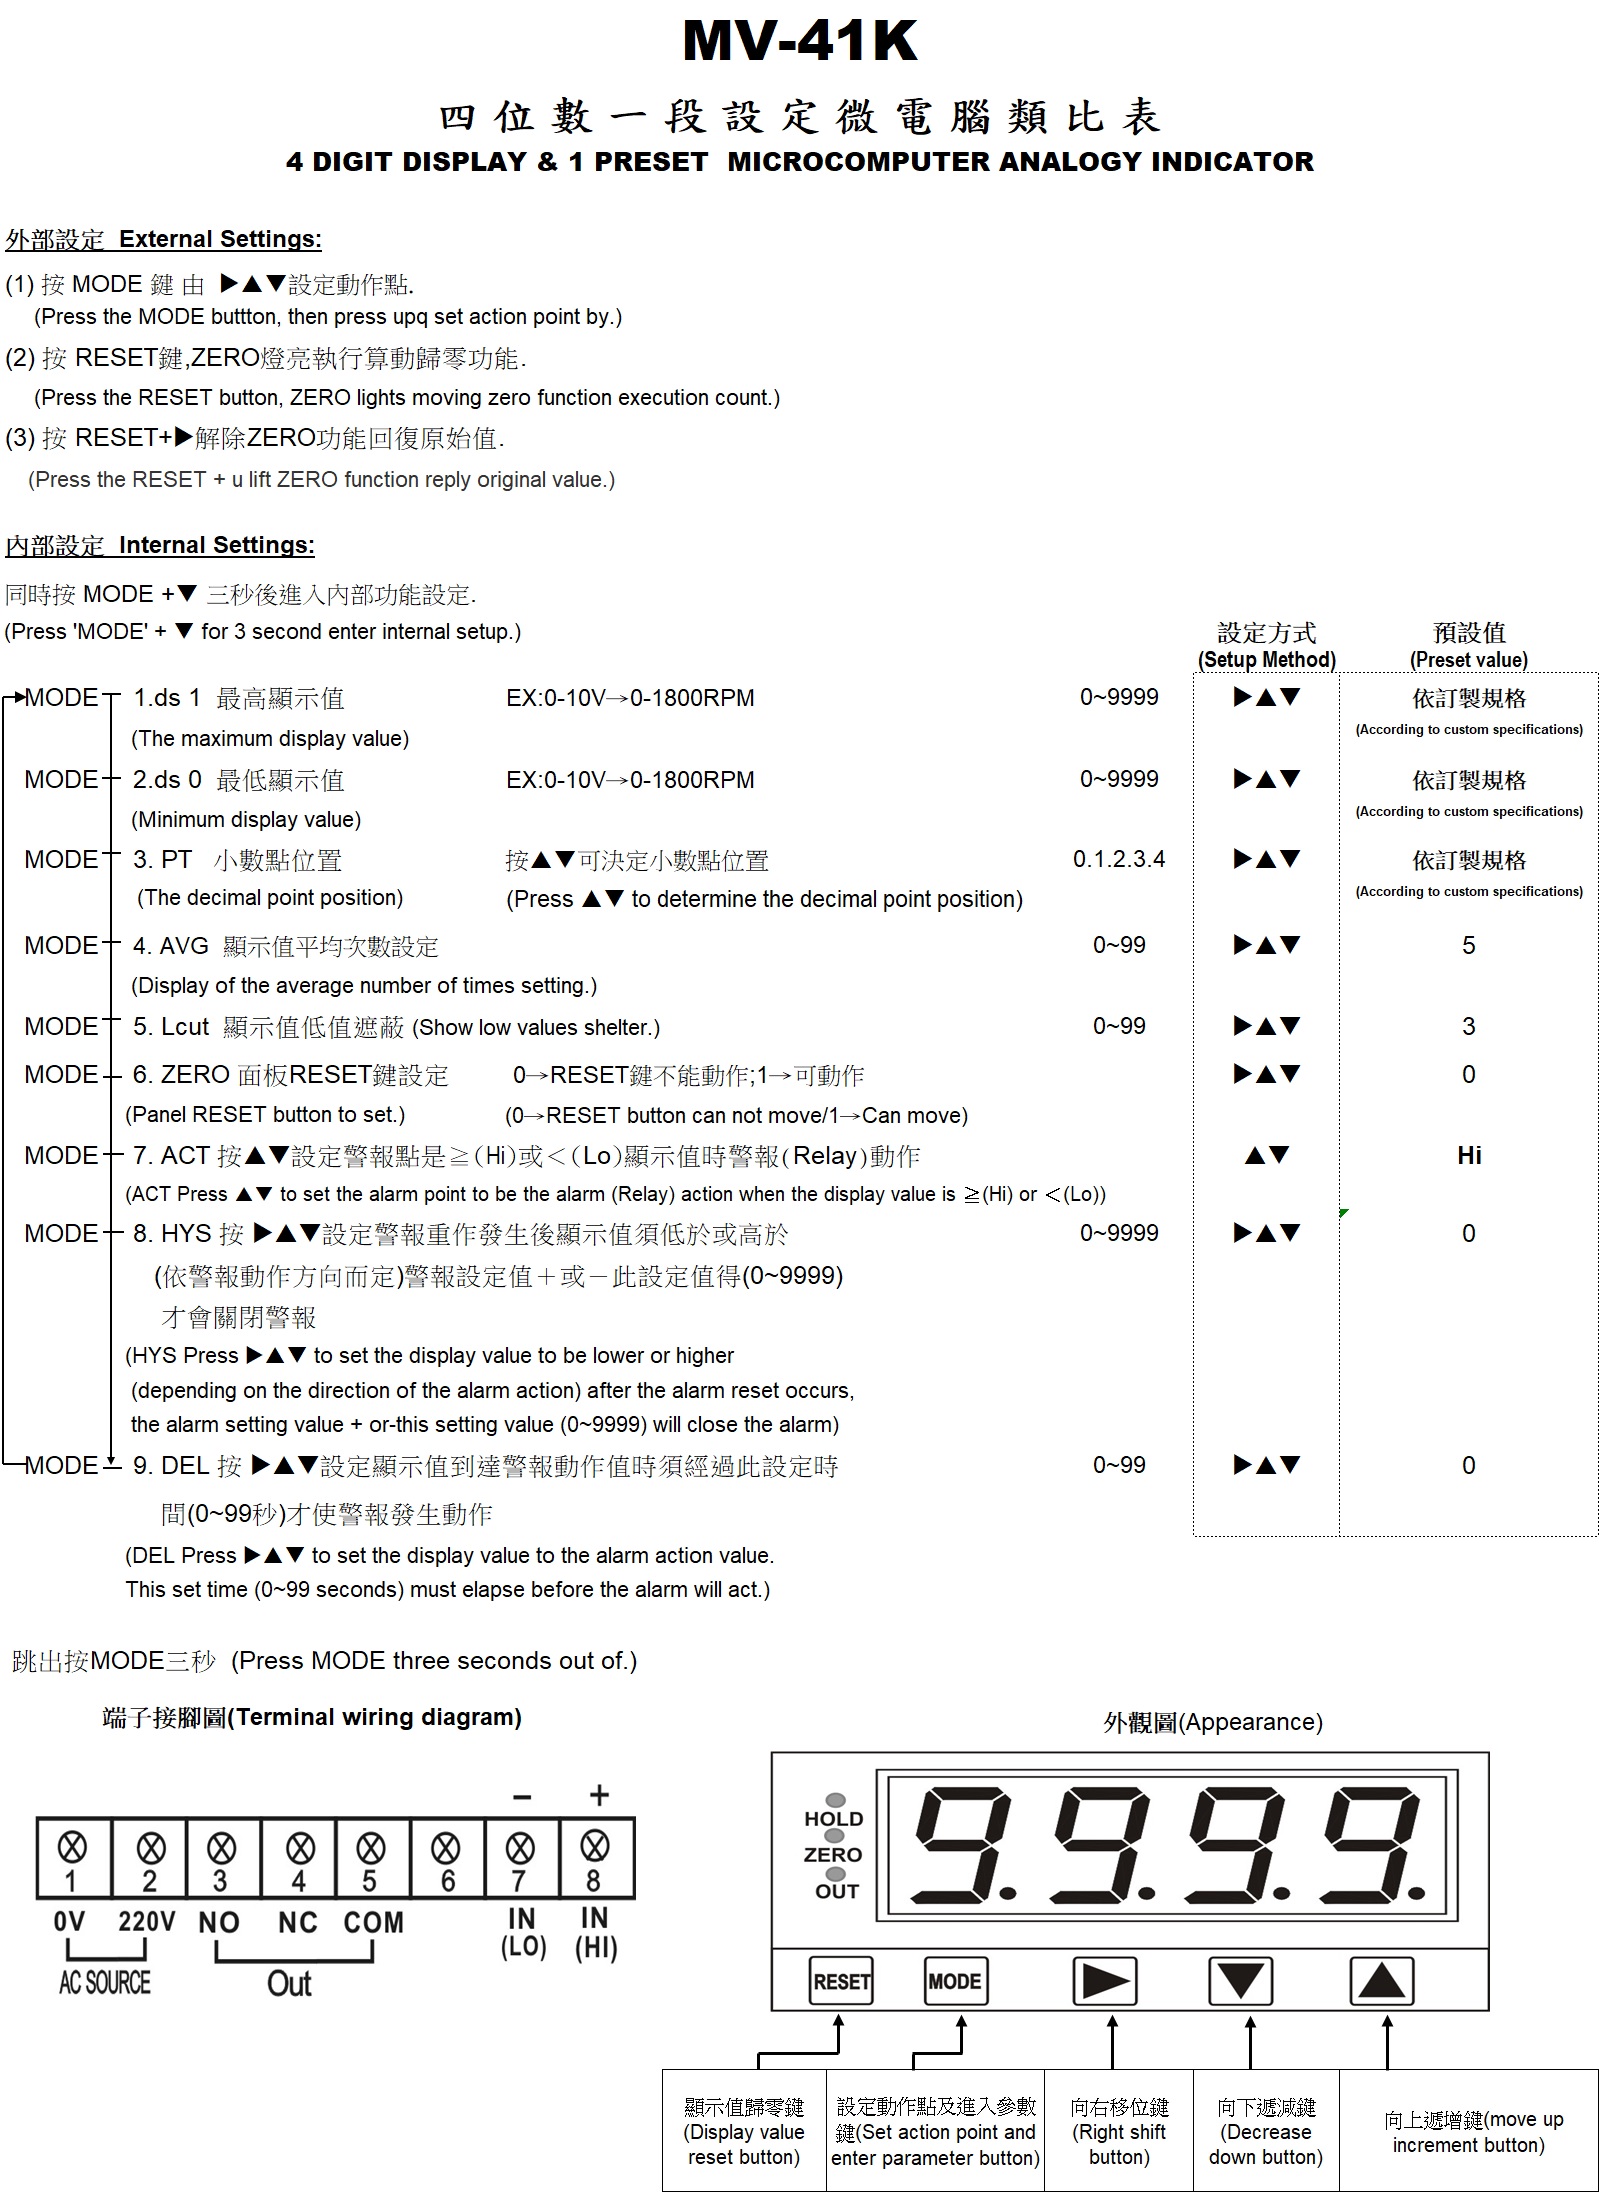 MV-41K
四位數一段設定微電腦類比表
4 DIGIT DISPLAY & 1 PRESET  MICROCOMPUTER ANALOGY INDICATOR
外部設定  External Settings:
(1) 按 MODE 鍵 由  ▶▲▼設定動作點.
(Press the MODE buttton, then press upq set action point by.)
(2) 按 RESET鍵,ZERO燈亮執行算動歸零功能.
(Press the RESET button, ZERO lights moving zero function execution count.)
(3) 按 RESET+▶解除ZERO功能回復原始值.
(Press the RESET + u lift ZERO function reply original value.)
內部設定  Internal Settings:
同時按 MODE +▼ 三秒後進入內部功能設定.
(Press 'MODE' + ▼ for 3 second enter internal setup.)
設定方式 預設值
(Setup Method) (Preset value)
MODE 1.ds 1  最高顯示值 EX:0-10V→0-1800RPM 0~9999 ▶▲▼ 依訂製規格
(The maximum display value) (According to custom specifications)
MODE 2.ds 0  最低顯示值 EX:0-10V→0-1800RPM 0~9999 ▶▲▼ 依訂製規格
(Minimum display value) (According to custom specifications)
MODE 3. PT  小數點位置 按▲▼可決定小數點位置 0.1.2.3.4 ▶▲▼ 依訂製規格
(The decimal point position) (Press ▲▼ to determine the decimal point position) (According to custom specifications)
MODE 4. AVG  顯示值平均次數設定 0~99 ▶▲▼ 5
(Display of the average number of times setting.)
MODE 5. Lcut  顯示值低值遮蔽 (Show low values shelter.) 0~99 ▶▲▼ 3
MODE 6. ZERO 面板RESET鍵設定 0→RESET鍵不能動作;1→可動作 ▶▲▼ 0
(Panel RESET button to set.) (0→RESET button can not move/1→Can move)
MODE 7. ACT 按▲▼設定警報點是≧(Hi)或＜(Lo)顯示值時警報(Relay)動作 ▲▼ Hi
(ACT Press ▲▼ to set the alarm point to be the alarm (Relay) action when the display value is ≧(Hi) or ＜(Lo))
MODE 8. HYS 按 ▶▲▼設定警報重作發生後顯示值須低於或高於 0~9999 ▶▲▼ 0
(依警報動作方向而定)警報設定值＋或－此設定值得(0~9999)
才會關閉警報
(HYS Press ▶▲▼ to set the display value to be lower or higher
(depending on the direction of the alarm action) after the alarm reset occurs,
the alarm setting value + or-this setting value (0~9999) will close the alarm)
MODE 9. DEL 按 ▶▲▼設定顯示值到達警報動作值時須經過此設定時 0~99 ▶▲▼ 0
間(0~99秒)才使警報發生動作
(DEL Press ▶▲▼ to set the display value to the alarm action value.
This set time (0~99 seconds) must elapse before the alarm will act.)
跳出按MODE三秒  (Press MODE three seconds out of.)
端子接腳圖(Terminal wiring diagram)
− +
1 2 3 4 5 6 7 8
0V 220V NO NC COM IN IN
(LO) (HI)
AC SOURCE Out
外觀圖(Appearance)
HOLD
ZERO
OUT
9.9.9.9.
RESET MODE ▶ ▼ ▲
顯示值歸零鍵
(Display value
reset button)
設定動作點及進入參數
鍵(Set action point and
enter parameter button)
向右移位鍵
(Right shift
button)
向下遞減鍵
(Decrease
down button)
向上遞增鍵(move up
increment button)